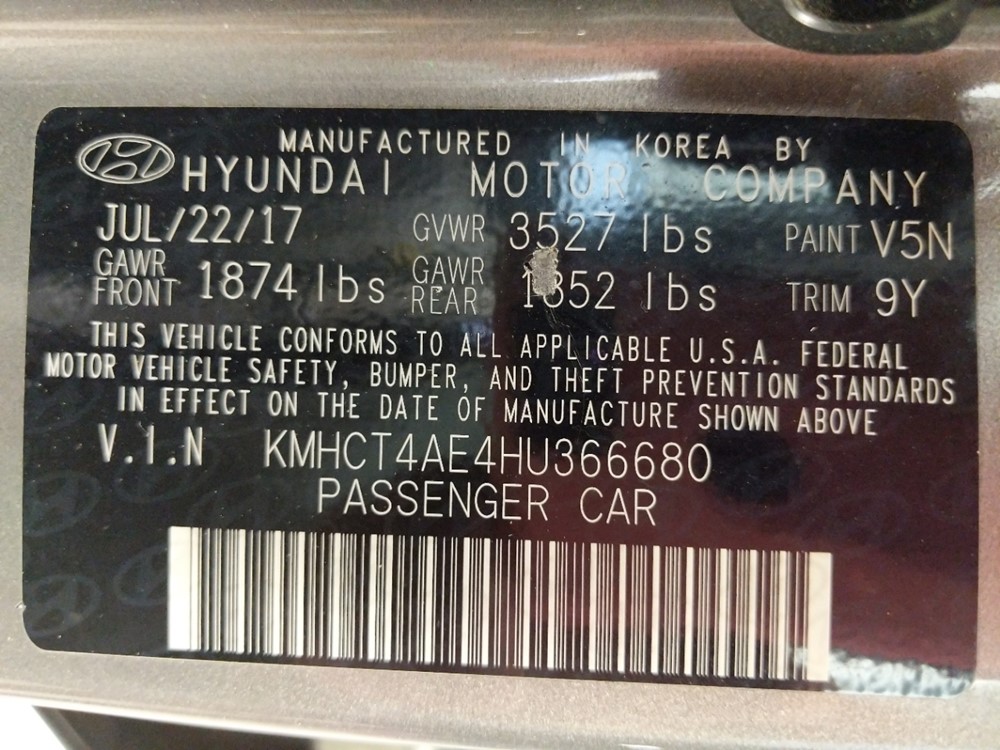 MANUFACTURED IN KOREA BY
HYUNDAI MOTOR COMPANY
JUL/22/17 GVWR 3527 lbs PAINT V5N
GAWR FRONT 1874 lbs GAWR REAR 1852 lbs TRIM 9Y
THIS VEHICLE CONFORMS TO ALL APPLICABLE U.S.A. FEDERAL
MOTOR VEHICLE SAFETY, BUMPER, AND THEFT PREVENTION STANDARDS
IN EFFECT ON THE DATE OF MANUFACTURE SHOWN ABOVE
V.I.N KMHCT4AE4HU366680
PASSENGER CAR